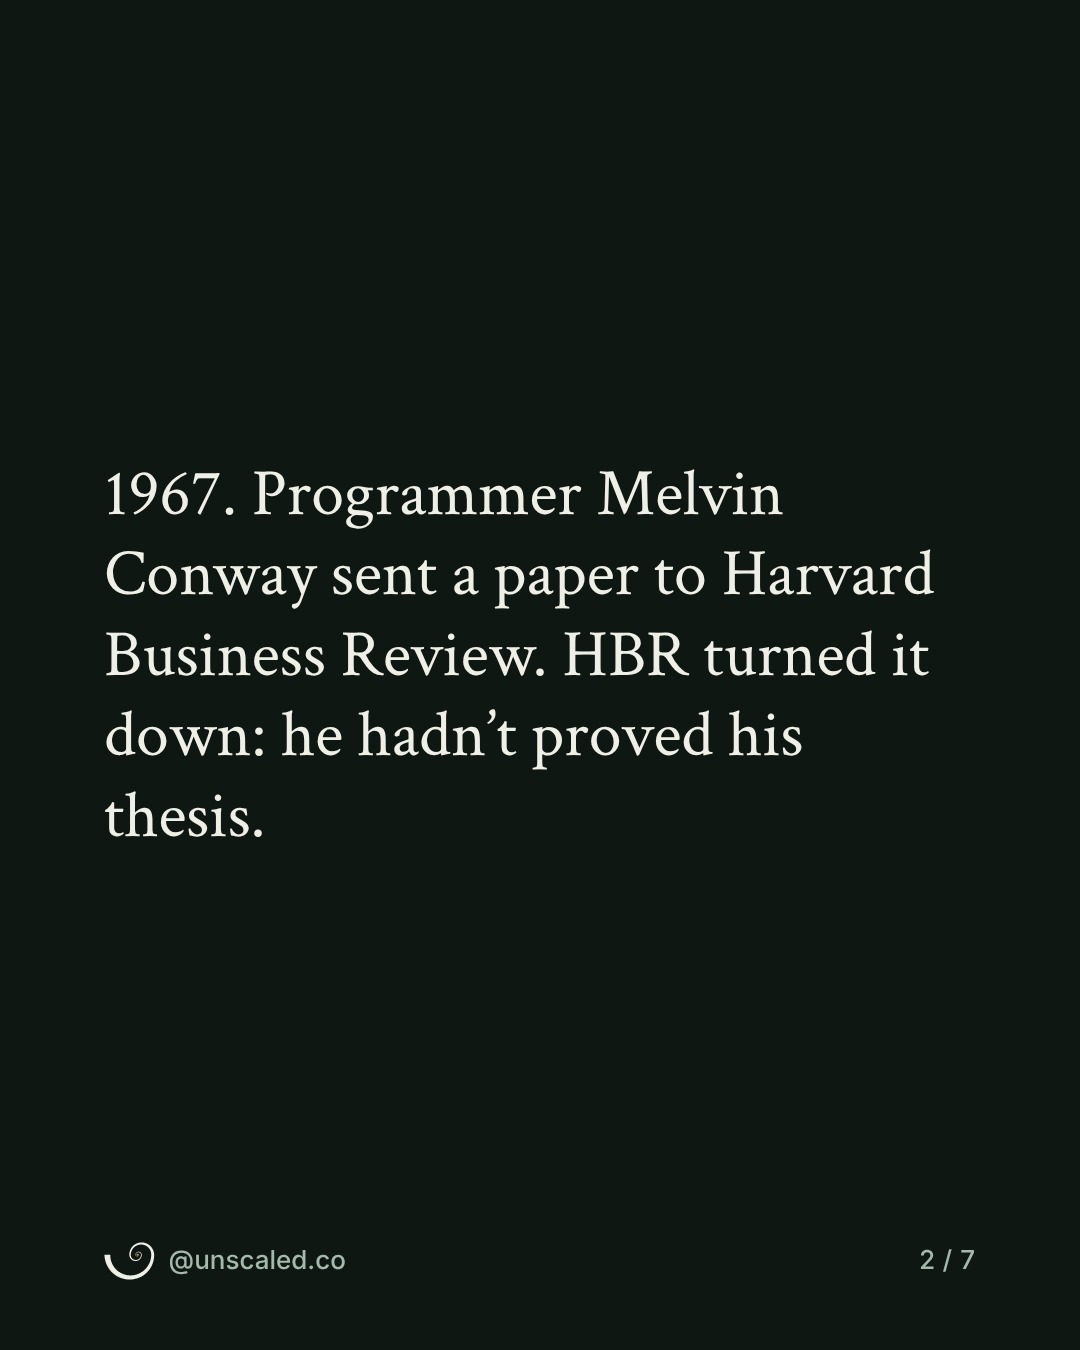 1967. Programmer Melvin
Conway sent a paper to Harvard
Business Review. HBR turned it
down: he hadn’t proved his
thesis.
@unscaled.co
2 / 7